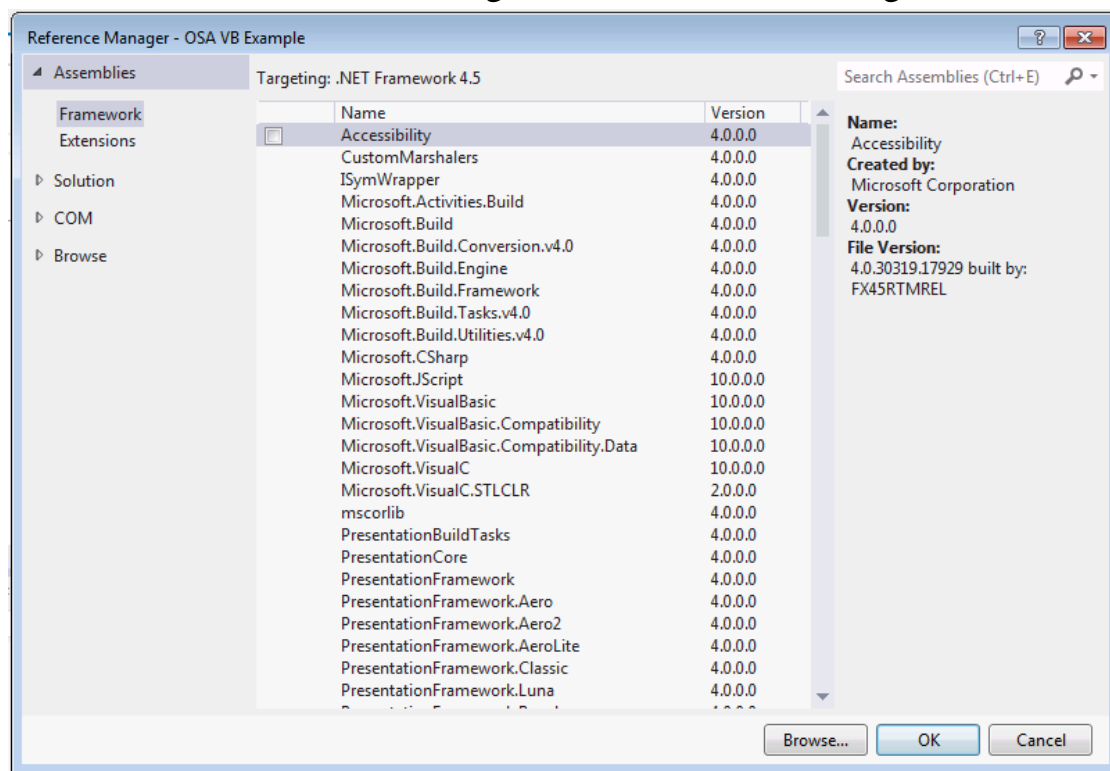 Reference Manager - OSA VB Example
Assemblies
Framework
Extensions
Solution
COM
Browse
Targeting: .NET Framework 4.5
Name Version
Accessibility 4.0.0.0
CustomMarshalers 4.0.0.0
ISymWrapper 4.0.0.0
Microsoft.Activities.Build 4.0.0.0
Microsoft.Build 4.0.0.0
Microsoft.Build.Conversion.v4.0 4.0.0.0
Microsoft.Build.Engine 4.0.0.0
Microsoft.Build.Framework 4.0.0.0
Microsoft.Build.Tasks.v4.0 4.0.0.0
Microsoft.Build.Utilities.v4.0 4.0.0.0
Microsoft.CSharp 4.0.0.0
Microsoft.JScript 10.0.0.0
Microsoft.VisualBasic 10.0.0.0
Microsoft.VisualBasic.Compatibility 10.0.0.0
Microsoft.VisualBasic.Compatibility.Data 10.0.0.0
Microsoft.VisualC 10.0.0.0
Microsoft.VisualC.STLCLR 2.0.0.0
mscorlib 4.0.0.0
PresentationBuildTasks 4.0.0.0
PresentationCore 4.0.0.0
PresentationFramework 4.0.0.0
PresentationFramework.Aero 4.0.0.0
PresentationFramework.Aero2 4.0.0.0
PresentationFramework.AeroLite 4.0.0.0
PresentationFramework.Classic 4.0.0.0
PresentationFramework.Luna 4.0.0.0
Search Assemblies (Ctrl+E)
Name:
Accessibility
Created by:
Microsoft Corporation
Version:
4.0.0.0
File Version:
4.0.30319.17929 built by:
FX45RTMREL
Browse... OK Cancel